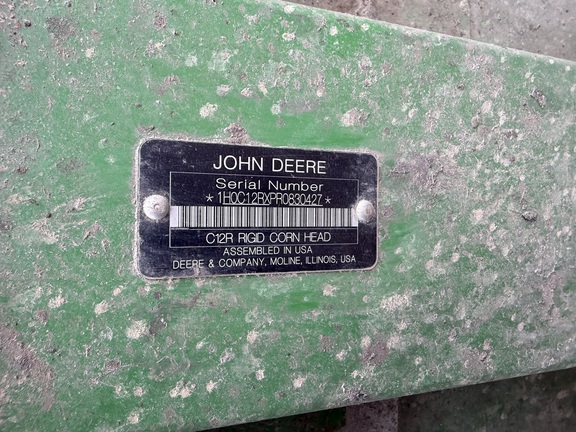 JOHN DEERE
Serial Number
*1H0C12RXPR0830427*
C12R RIGID CORN HEAD
ASSEMBLED IN USA
DEERE & COMPANY, MOLINE, ILLINOIS, USA